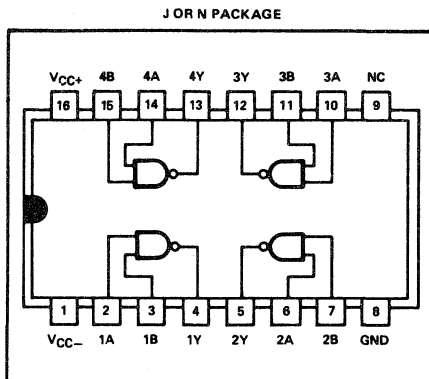 J OR N PACKAGE
VCC+ 4B 4A 4Y 3Y 3B 3A NC
16 15 14 13 12 11 10 9
1 2 3 4 5 6 7 8
VCC− 1A 1B 1Y 2Y 2A 2B GND